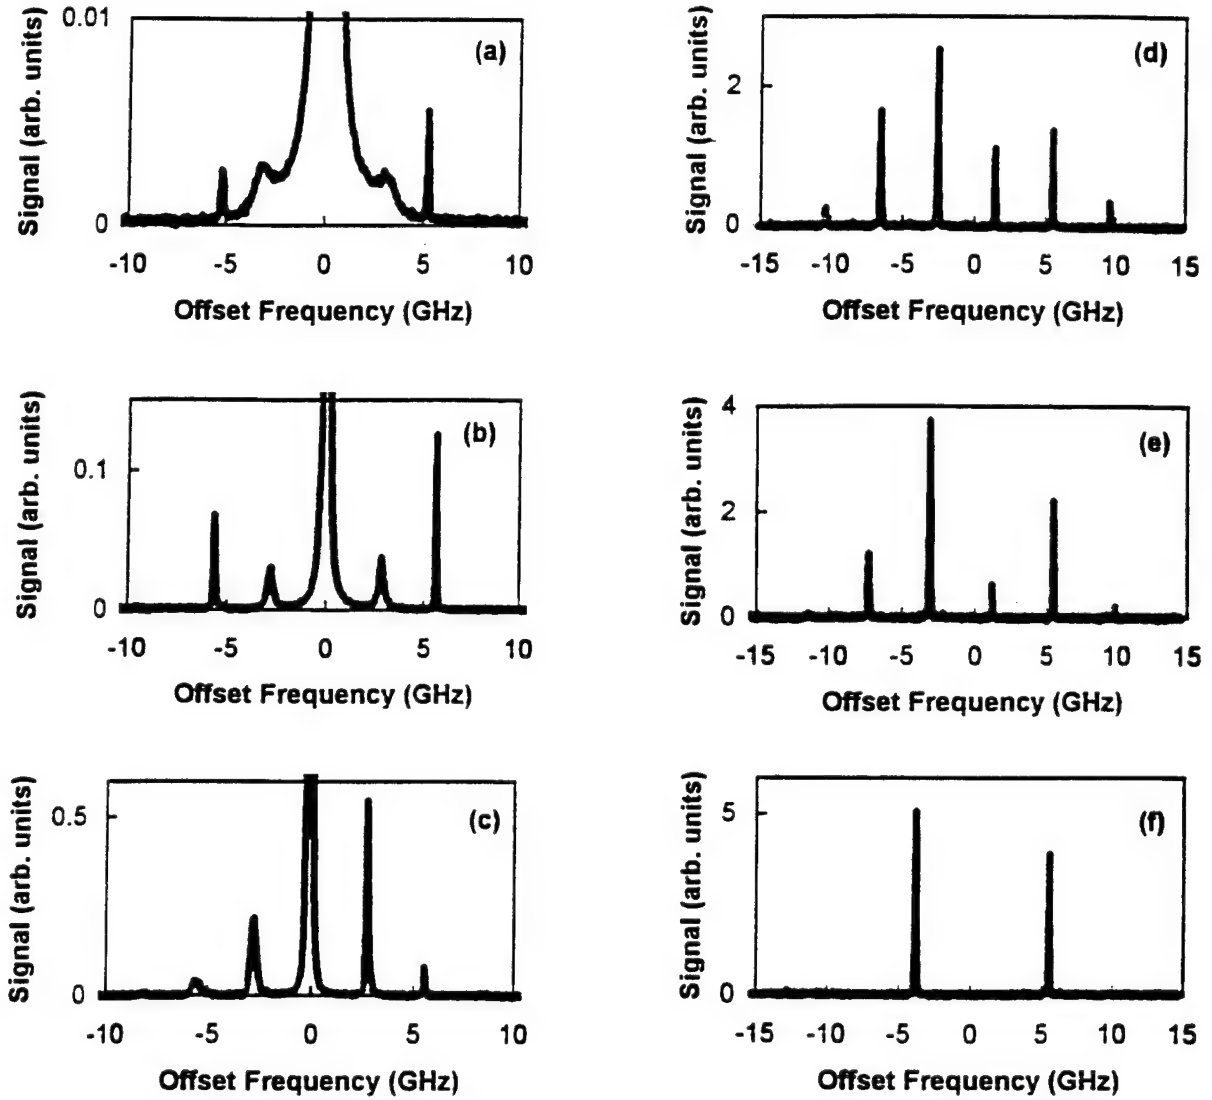 Signal (arb. units)
0.01
0
(a)
-10 -5 0 5 10
Offset Frequency (GHz)
Signal (arb. units)
2
0
(d)
-15 -10 -5 0 5 10 15
Offset Frequency (GHz)
Signal (arb. units)
0.1
0
(b)
-10 -5 0 5 10
Offset Frequency (GHz)
Signal (arb. units)
4
2
0
(e)
-15 -10 -5 0 5 10 15
Offset Frequency (GHz)
Signal (arb. units)
0.5
0
(c)
-10 -5 0 5 10
Offset Frequency (GHz)
Signal (arb. units)
5
0
(f)
-15 -10 -5 0 5 10 15
Offset Frequency (GHz)